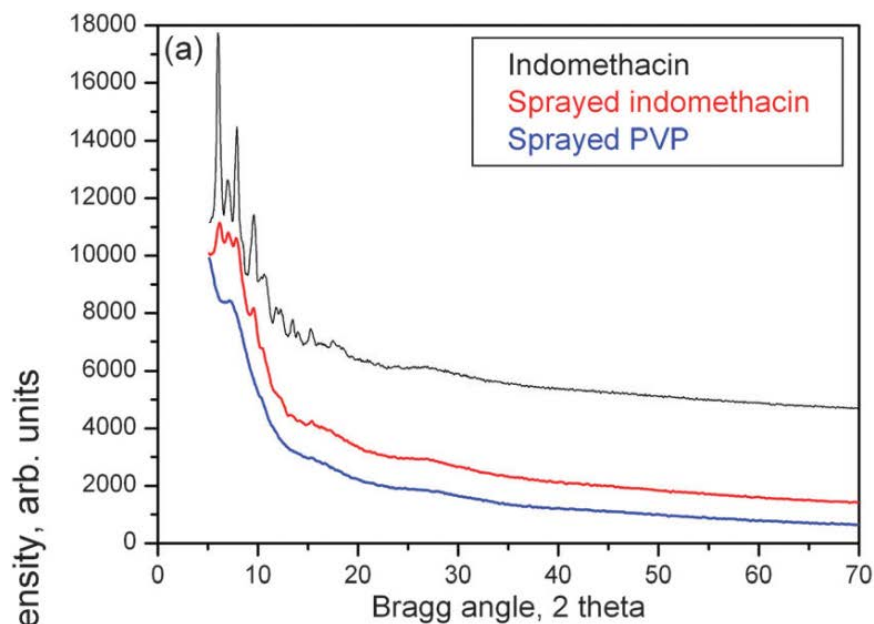 18000
16000
14000
12000
10000
8000
6000
4000
2000
0
(a)
Indomethacin
Sprayed indomethacin
Sprayed PVP
0 10 20 30 40 50 60 70
Bragg angle, 2 theta
ensity, arb. units